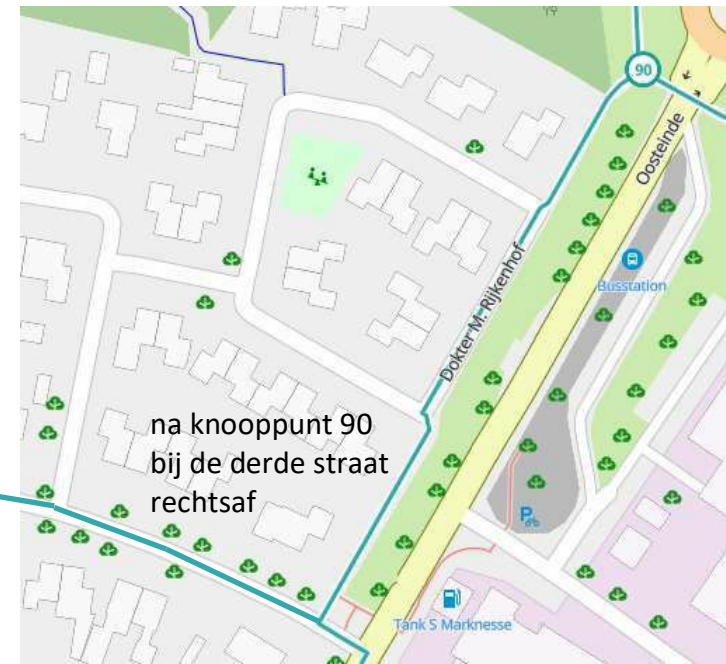 90
Oosteinde
Busstation
Dokter M. Rijkenhof
na knooppunt 90
bij de derde straat
rechtsaf
P
Tank S Marknesse